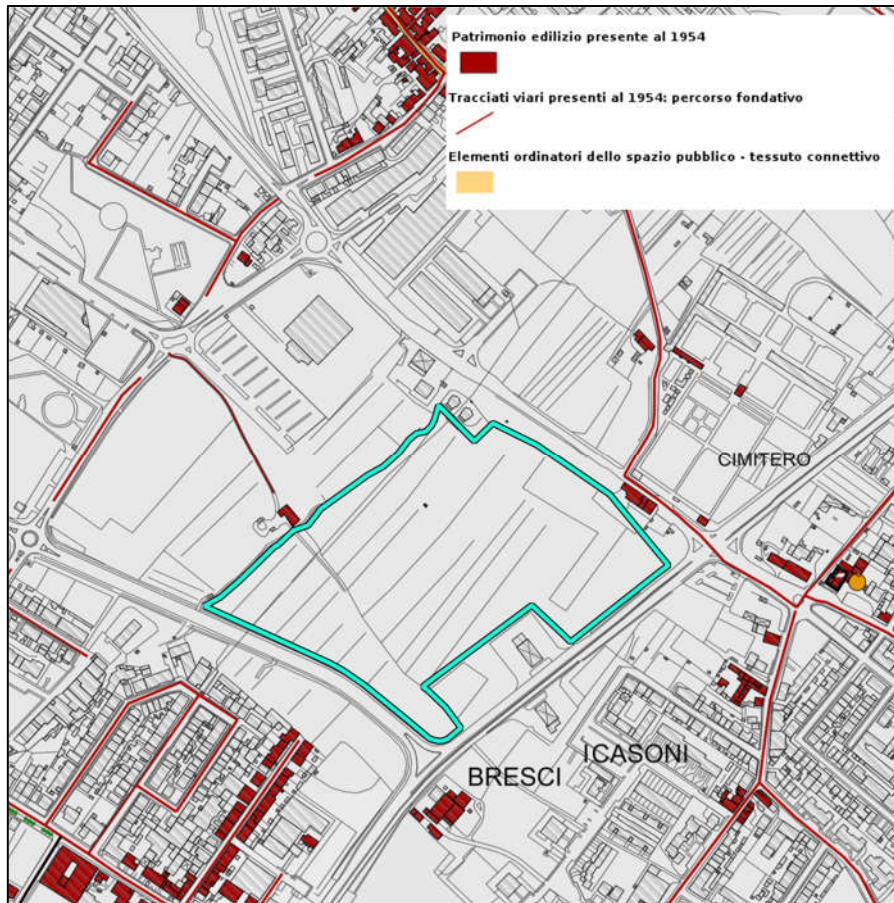 Patrimonio edilizio presente al 1954
Tracciati viari presenti al 1954: percorso fondativo
Elementi ordinatori dello spazio pubblico - tessuto connettivo
CIMITERO
ICASONI
BRESCI